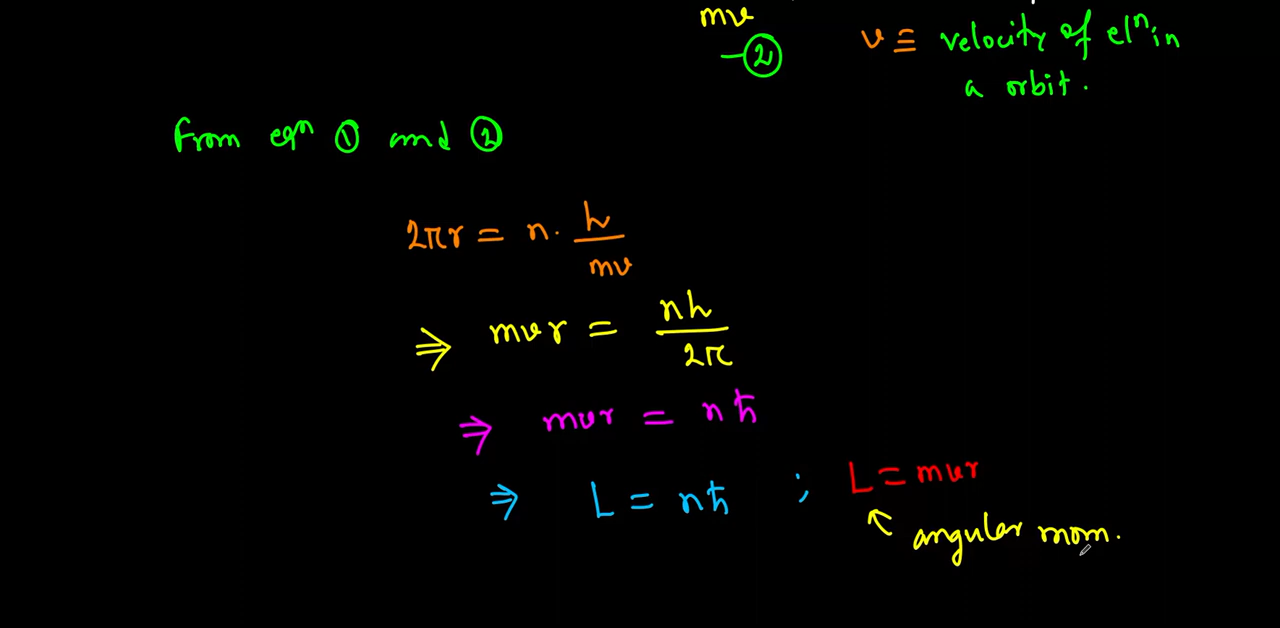 mv
—② v ≡ velocity of elⁿ in
a orbit.
From eqⁿ ① and ②
2πr = n. h/mv
⇒ mvr = nh/2π
⇒ mvr = nħ
⇒ L = nħ ; L = mvr
↖ angular mom.